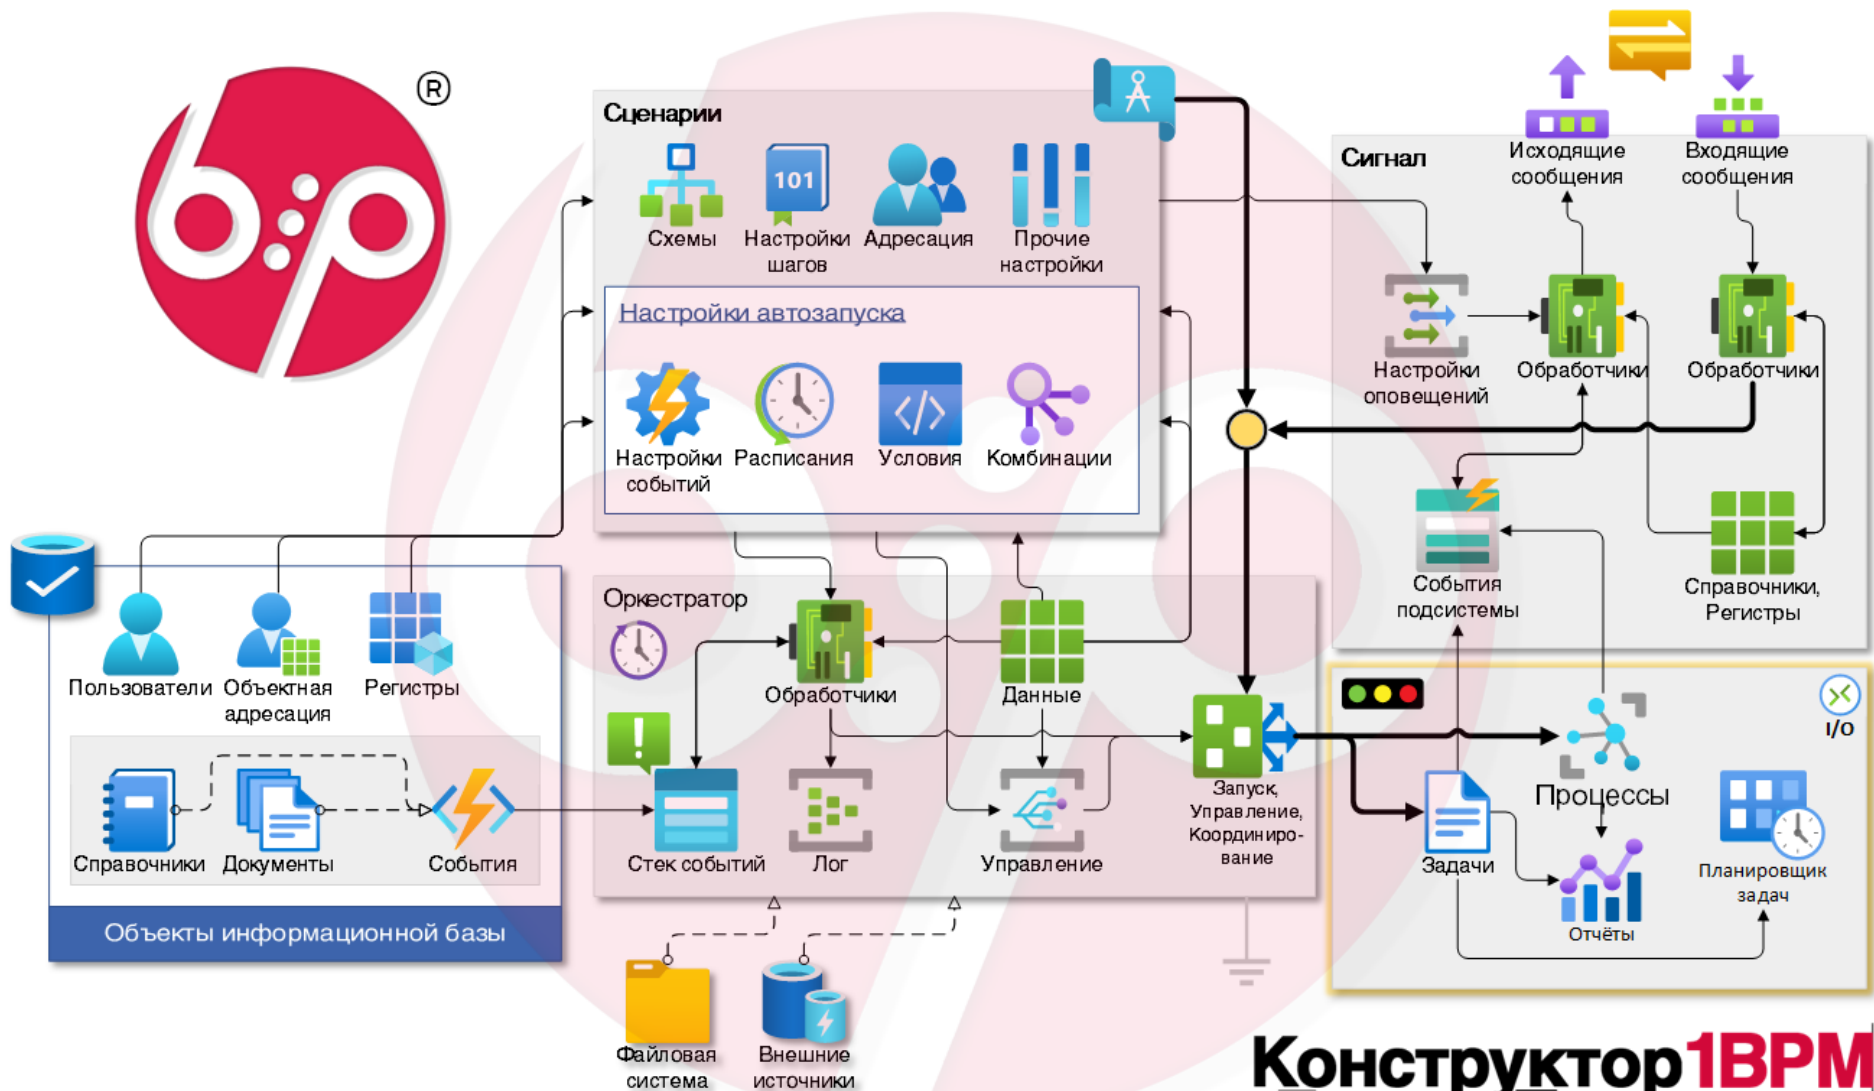 b:p
®
Сценарии
Схемы
Настройки
шагов
Адресация
Прочие
настройки
Настройки автозапуска
Настройки
событий
Расписания
Условия
Комбинации
101
</>
Сигнал
Исходящие
сообщения
Входящие
сообщения
Настройки
оповещений
Обработчики
Обработчики
События
подсистемы
Справочники,
Регистры
Пользователи
Объектная
адресация
Регистры
Справочники
Документы
События
Объекты информационной базы
Оркестратор
Обработчики
Данные
Стек событий
Лог
Управление
Запуск,
Управление,
Координиро-
вание
I/O
Процессы
Задачи
Отчёты
Планировщик
задач
Файловая
система
Внешние
источники
Конструктор 1BPM